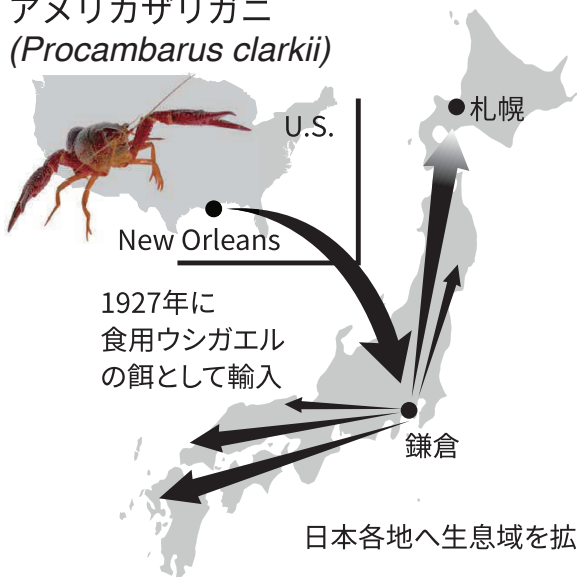 アメリカザリガニ
(Procambarus clarkii)
札幌
U.S.
New Orleans
1927年に
食用ウシガエル
の餌として輸入
鎌倉
日本各地へ生息域を拡